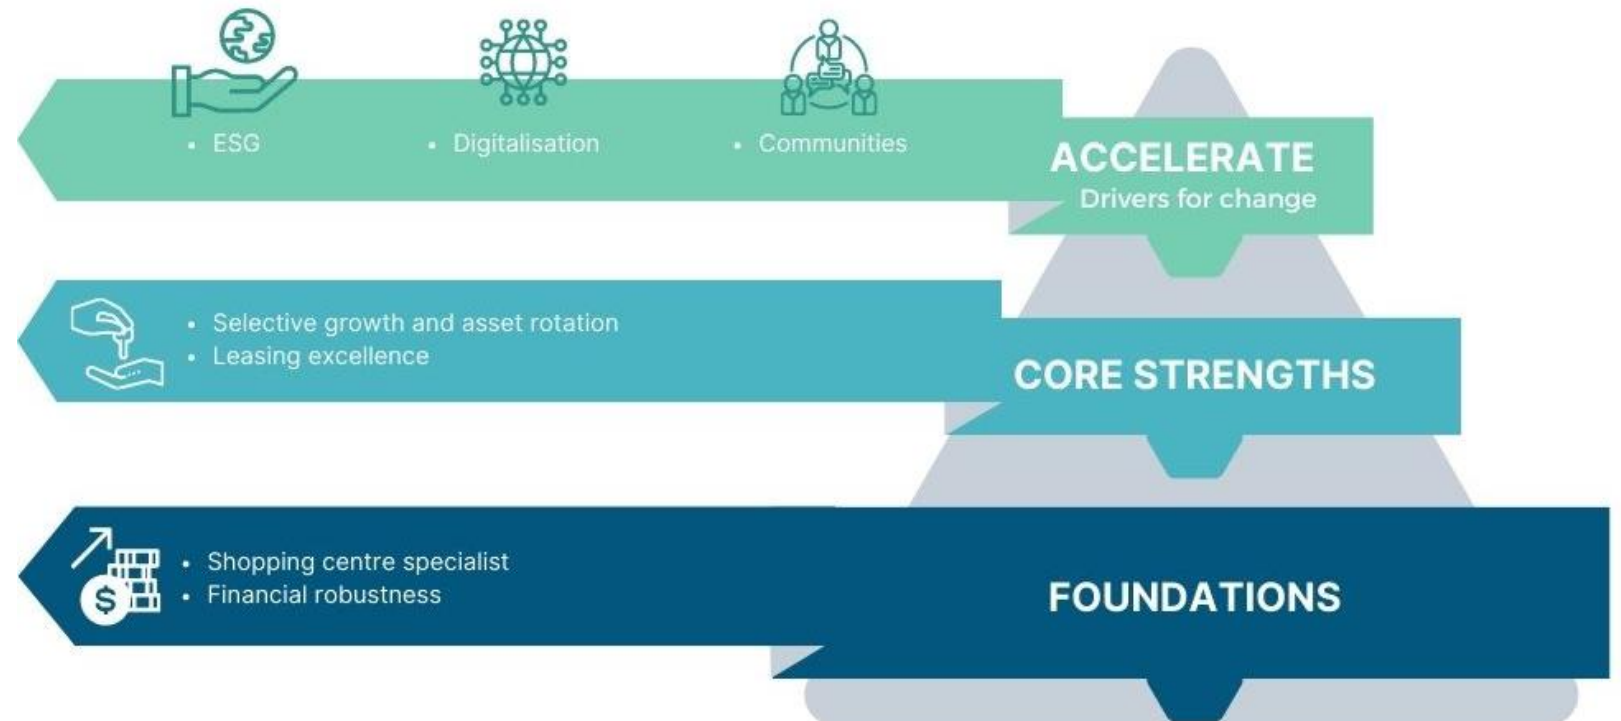 • ESG
• Digitalisation
• Communities
ACCELERATE
Drivers for change
• Selective growth and asset rotation
• Leasing excellence
CORE STRENGTHS
$
• Shopping centre specialist
• Financial robustness
FOUNDATIONS